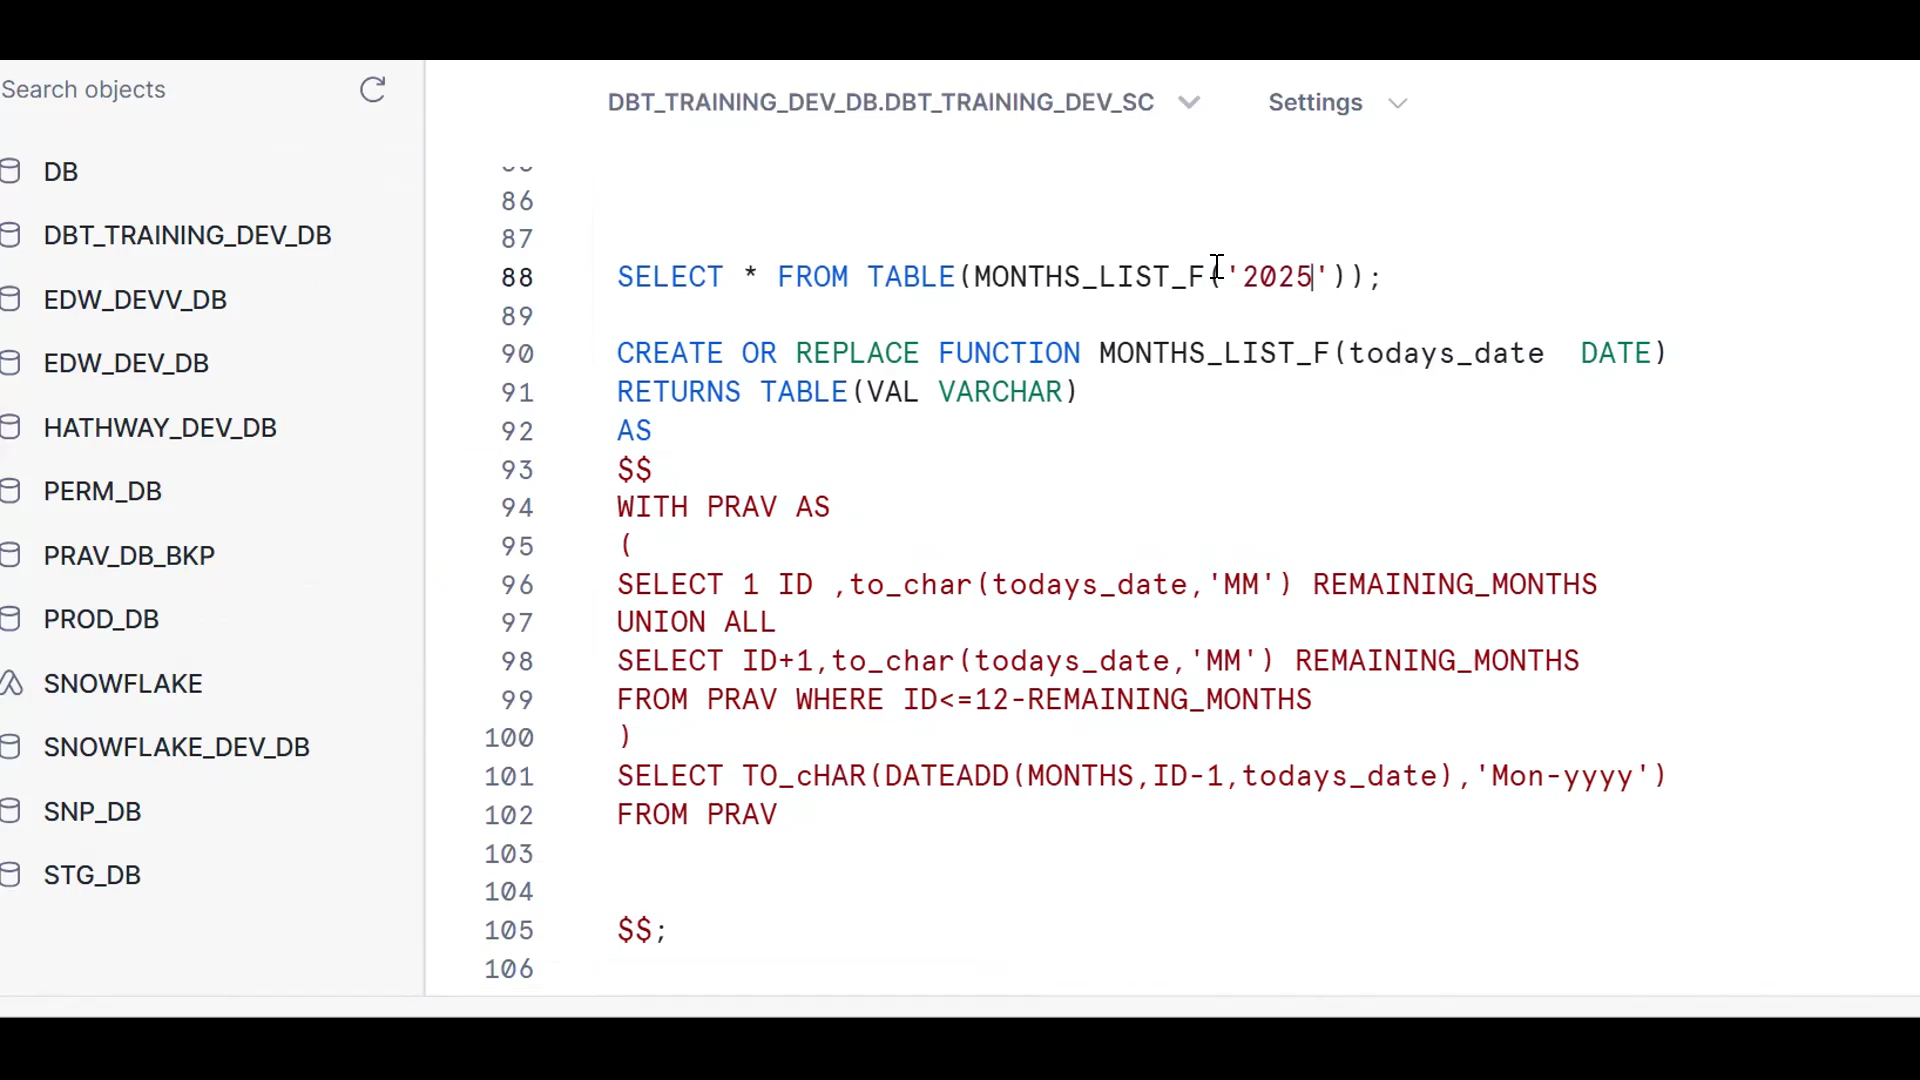 Search objects
DB
DBT_TRAINING_DEV_DB
EDW_DEVV_DB
EDW_DEV_DB
HATHWAY_DEV_DB
PERM_DB
PRAV_DB_BKP
PROD_DB
SNOWFLAKE
SNOWFLAKE_DEV_DB
SNP_DB
STG_DB
DBT_TRAINING_DEV_DB.DBT_TRAINING_DEV_SC Settings
86
87
88 SELECT * FROM TABLE(MONTHS_LIST_F('2025'));
89
90 CREATE OR REPLACE FUNCTION MONTHS_LIST_F(todays_date  DATE)
91 RETURNS TABLE(VAL VARCHAR)
92 AS
93 $$
94 WITH PRAV AS
95 (
96 SELECT 1 ID ,to_char(todays_date,'MM') REMAINING_MONTHS
97 UNION ALL
98 SELECT ID+1,to_char(todays_date,'MM') REMAINING_MONTHS
99 FROM PRAV WHERE ID<=12-REMAINING_MONTHS
100 )
101 SELECT TO_cHAR(DATEADD(MONTHS,ID-1,todays_date),'Mon-yyyy')
102 FROM PRAV
103
104
105 $$;
106